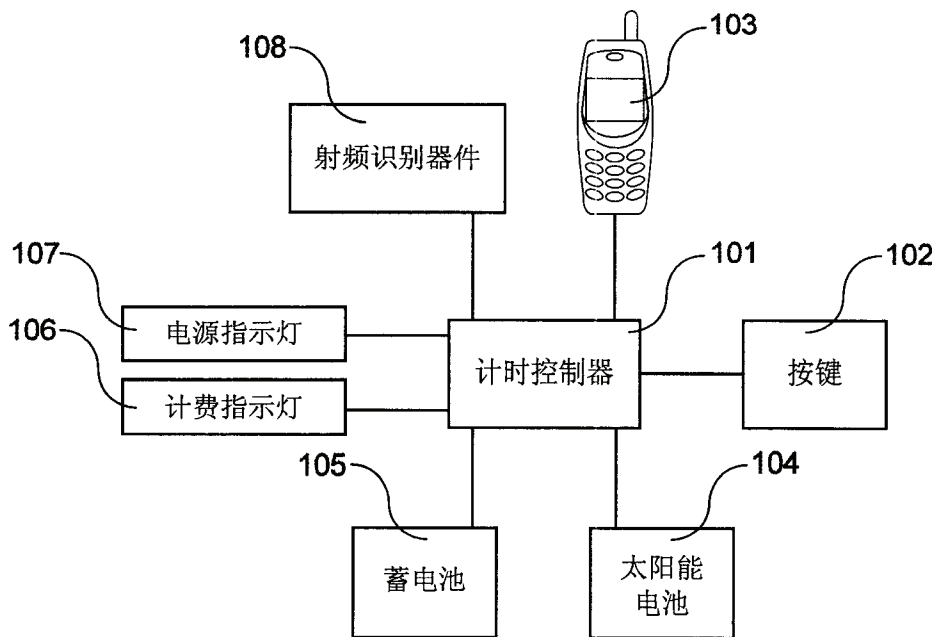 108
103
射频识别器件
107
101
102
106
电源指示灯
计时控制器
按键
计费指示灯
105
104
蓄电池
太阳能
电池